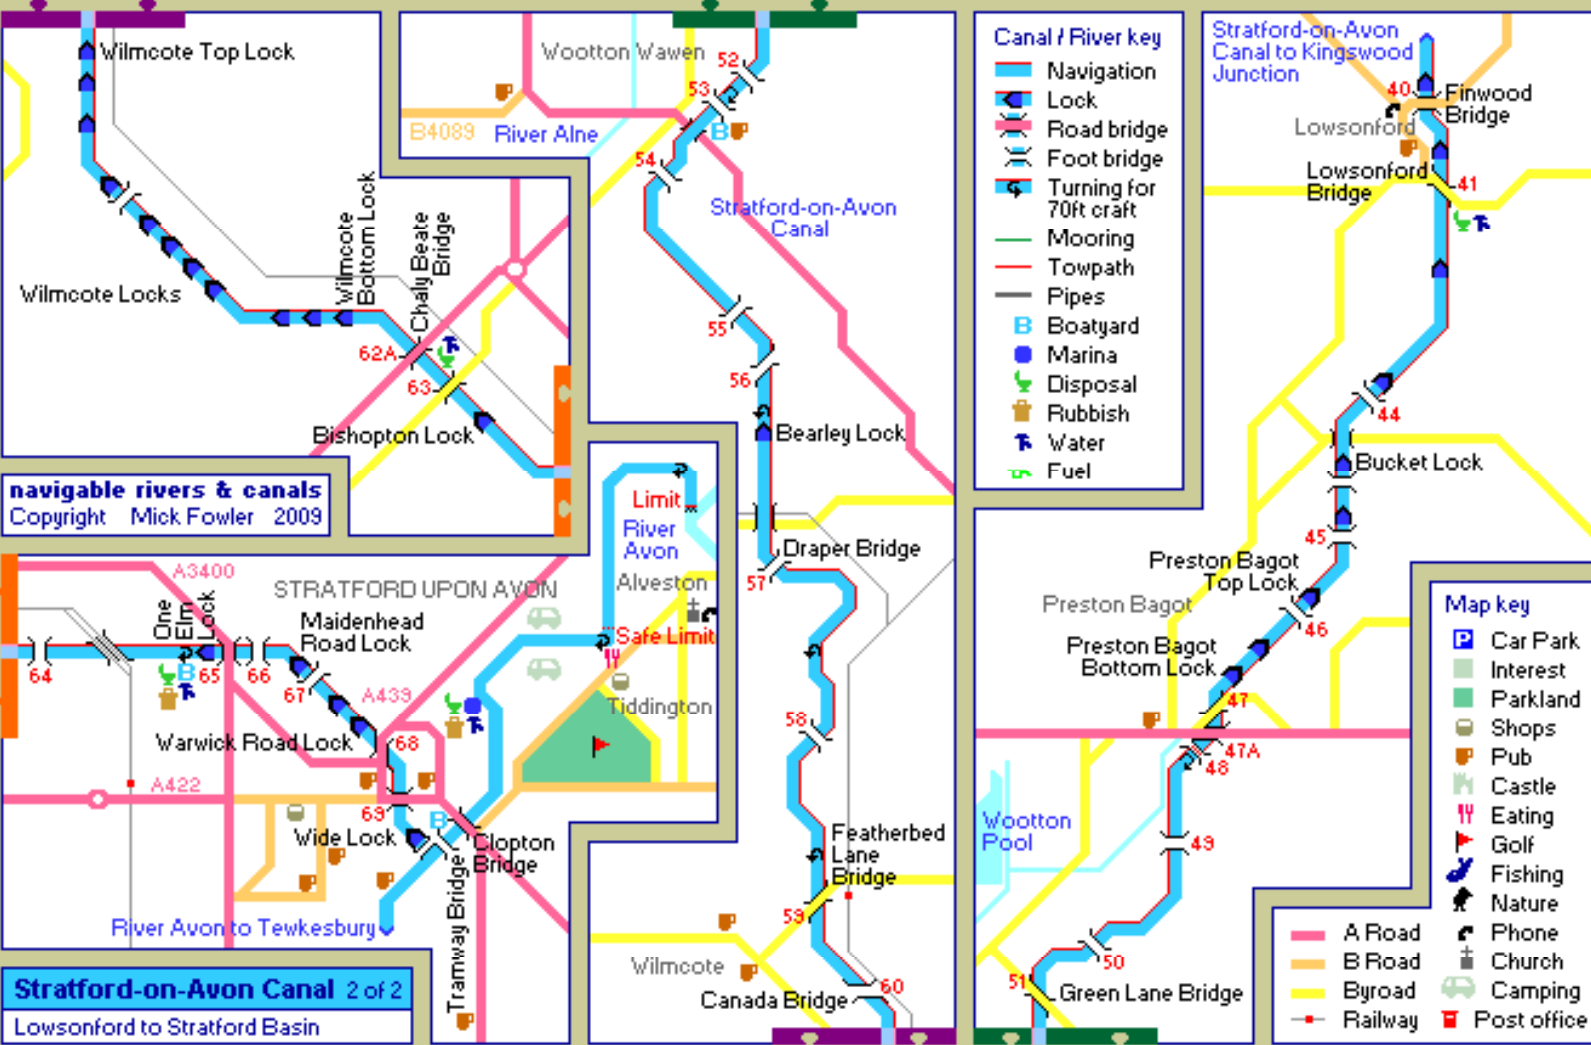 Wilmcote Top Lock
Wilmcote Locks
Wilmcote
Bottom Lock
Chaly Beate
Bridge
62A
63
Bishopton Lock
navigable rivers & canals
Copyright Mick Fowler 2009
Wootton Wawen
B4089
River Alne
52
53
B
54
Stratford-on-Avon
Canal
55
56
Bearley Lock
Draper Bridge
57
58
Featherbed
Lane
Bridge
59
Wilmcote
Canada Bridge
60
A3400
STRATFORD UPON AVON
One
Elm
Lock
Maidenhead
Road Lock
64
B
65
66
67
A439
Warwick Road Lock
68
A422
69
Wide Lock
B
Clopton
Bridge
Tramway Bridge
River Avon to Tewkesbury
Limit
River
Avon
Alveston
Safe Limit
Tiddington
Stratford-on-Avon Canal 2 of 2
Lowsonford to Stratford Basin
Canal / River key
Navigation
Lock
Road bridge
Foot bridge
Turning for
70ft craft
Mooring
Towpath
Pipes
B Boatyard
Marina
Disposal
Rubbish
Water
Fuel
Stratford-on-Avon
Canal to Kingswood
Junction
40
Finwood
Bridge
Lowsonford
Lowsonford
Bridge
41
44
Bucket Lock
45
Preston Bagot
Top Lock
Preston Bagot
46
Preston Bagot
Bottom Lock
47
47A
48
Wootton
Pool
49
50
51
Green Lane Bridge
Map key
P Car Park
Interest
Parkland
Shops
Pub
Castle
Eating
Golf
Fishing
Nature
A Road
Phone
B Road
Church
Byroad
Camping
Railway
Post office